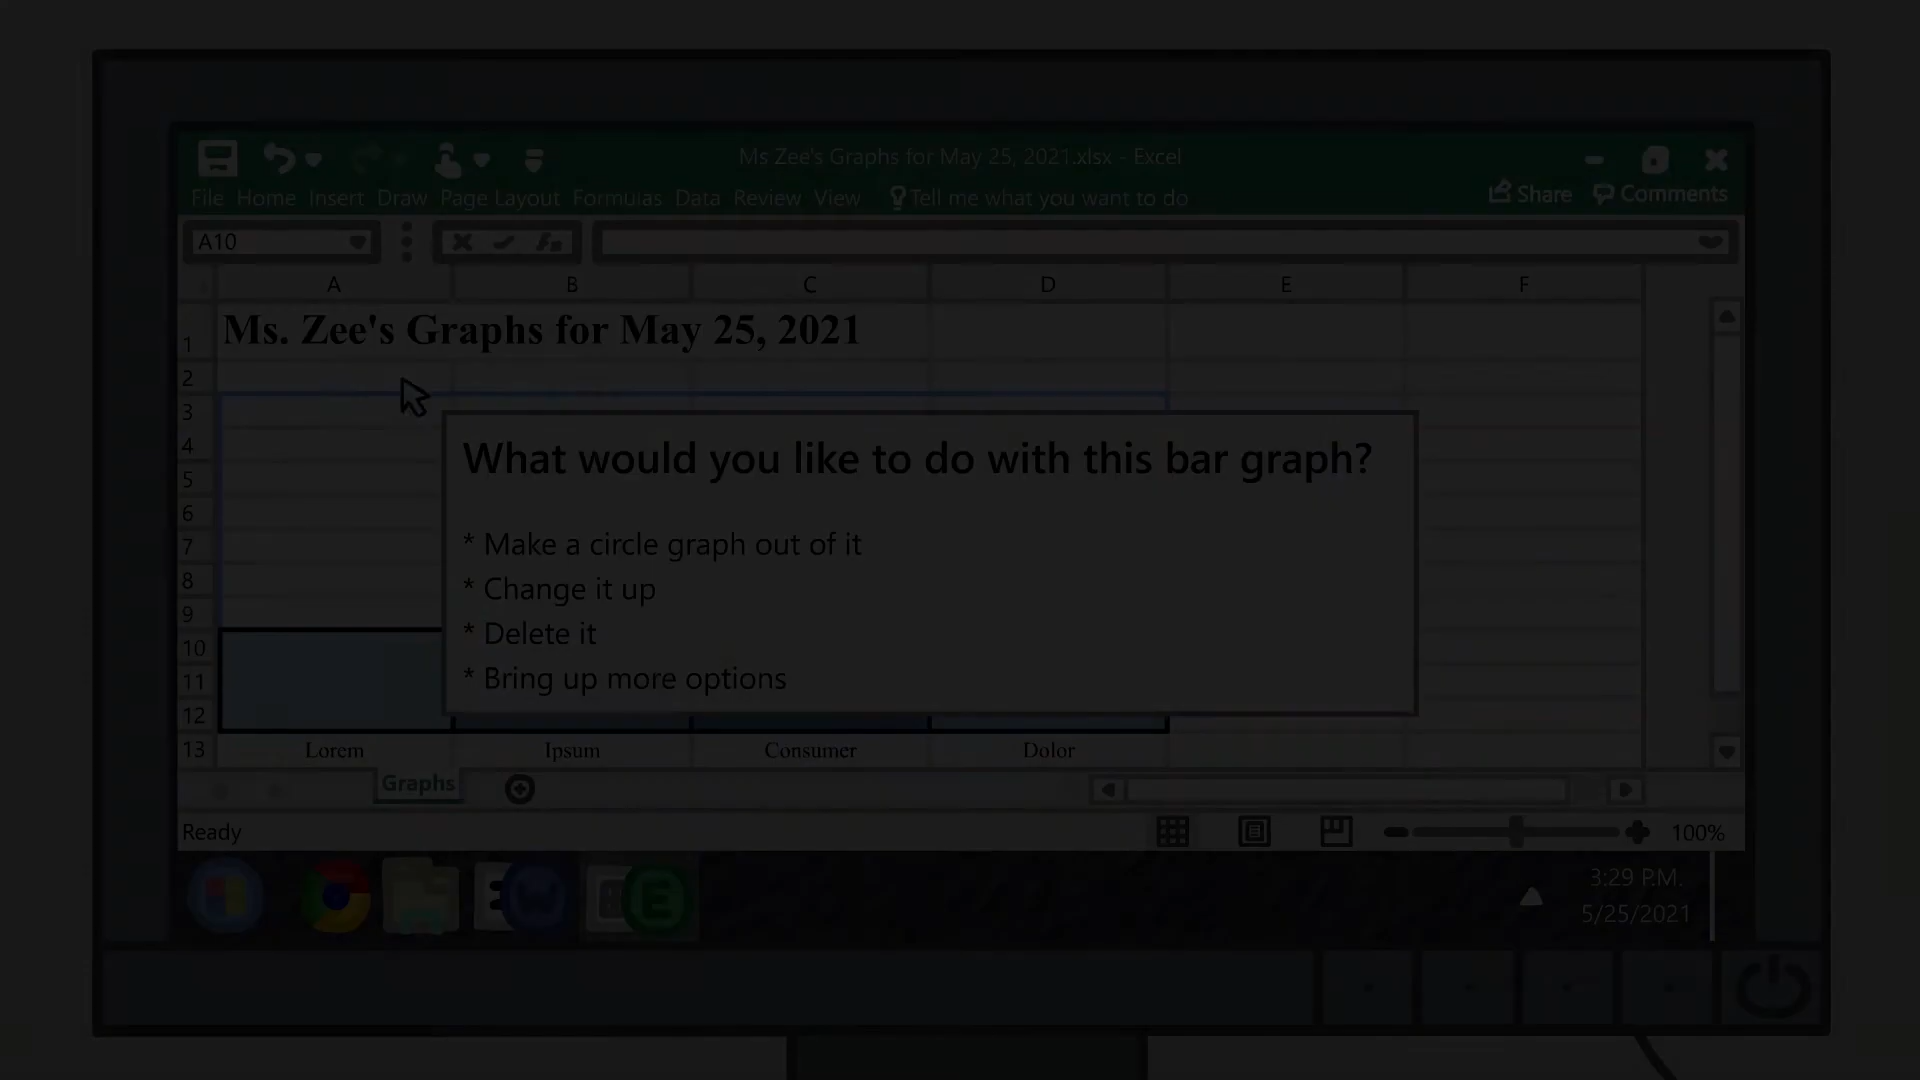 Ms Zee's Graphs for May 25, 2021.xlsx - Excel
File Home Insert Draw Page Layout Formulas Data Review View Tell me what you want to do Share Comments
A10
A B C D E F
1 Ms. Zee's Graphs for May 25, 2021
2
3
4
5
6
7
8
9
10
11
12
What would you like to do with this bar graph?
* Make a circle graph out of it
* Change it up
* Delete it
* Bring up more options
13 Lorem Ipsum Consumer Dolor
Graphs
Ready 100%
W E
3:29 P.M.
5/25/2021